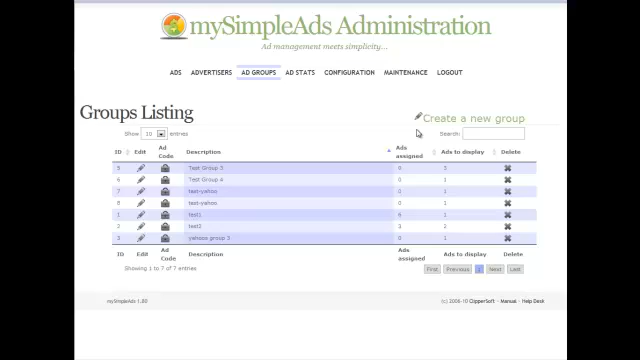 mySimpleAds Administration
Ad management meets simplicity...
ADS ADVERTISERS AD GROUPS AD STATS CONFIGURATION MAINTENANCE LOGOUT
Groups Listing
Create a new group
Show 10 entries Search:
ID Edit Ad Code Description Ads assigned Ads to display Delete
5 Test Group 3 0 3
6 Test Group 4 0 1
7 test-yahoo 0 1
8 test-yahoo 0 1
1 test1 6 1
2 test2 3 2
3 yahooo group 3 0 1
ID Edit Ad Code Description Ads assigned Ads to display Delete
Showing 1 to 7 of 7 entries First Previous 1 Next Last
mySimpleAds 1.80 (c) 2006-10 ClipperSoft - Manual - Help Desk